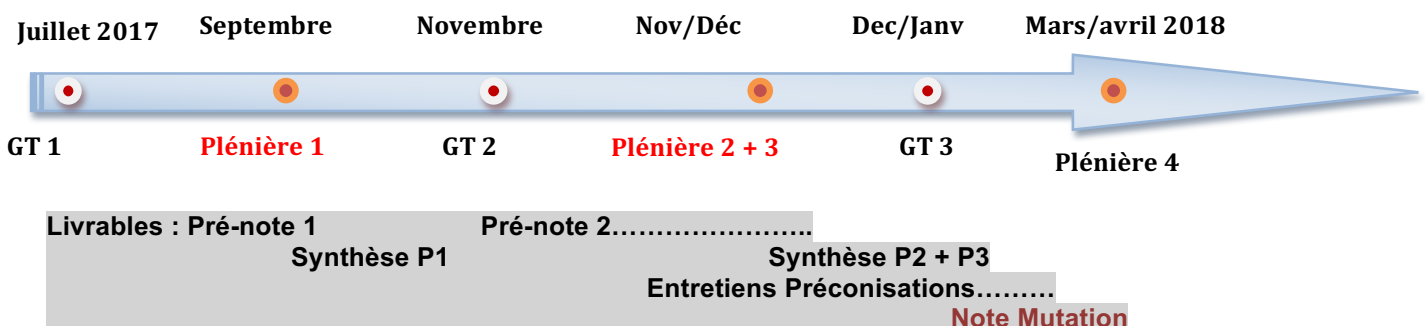 Juillet 2017 Septembre Novembre Nov/Déc Dec/Janv Mars/avril 2018
GT 1 Plénière 1 GT 2 Plénière 2 + 3 GT 3 Plénière 4
Livrables : Pré-note 1 Pré-note 2……………………..
Synthèse P1 Synthèse P2 + P3
Entretiens Préconisations………
Note Mutation